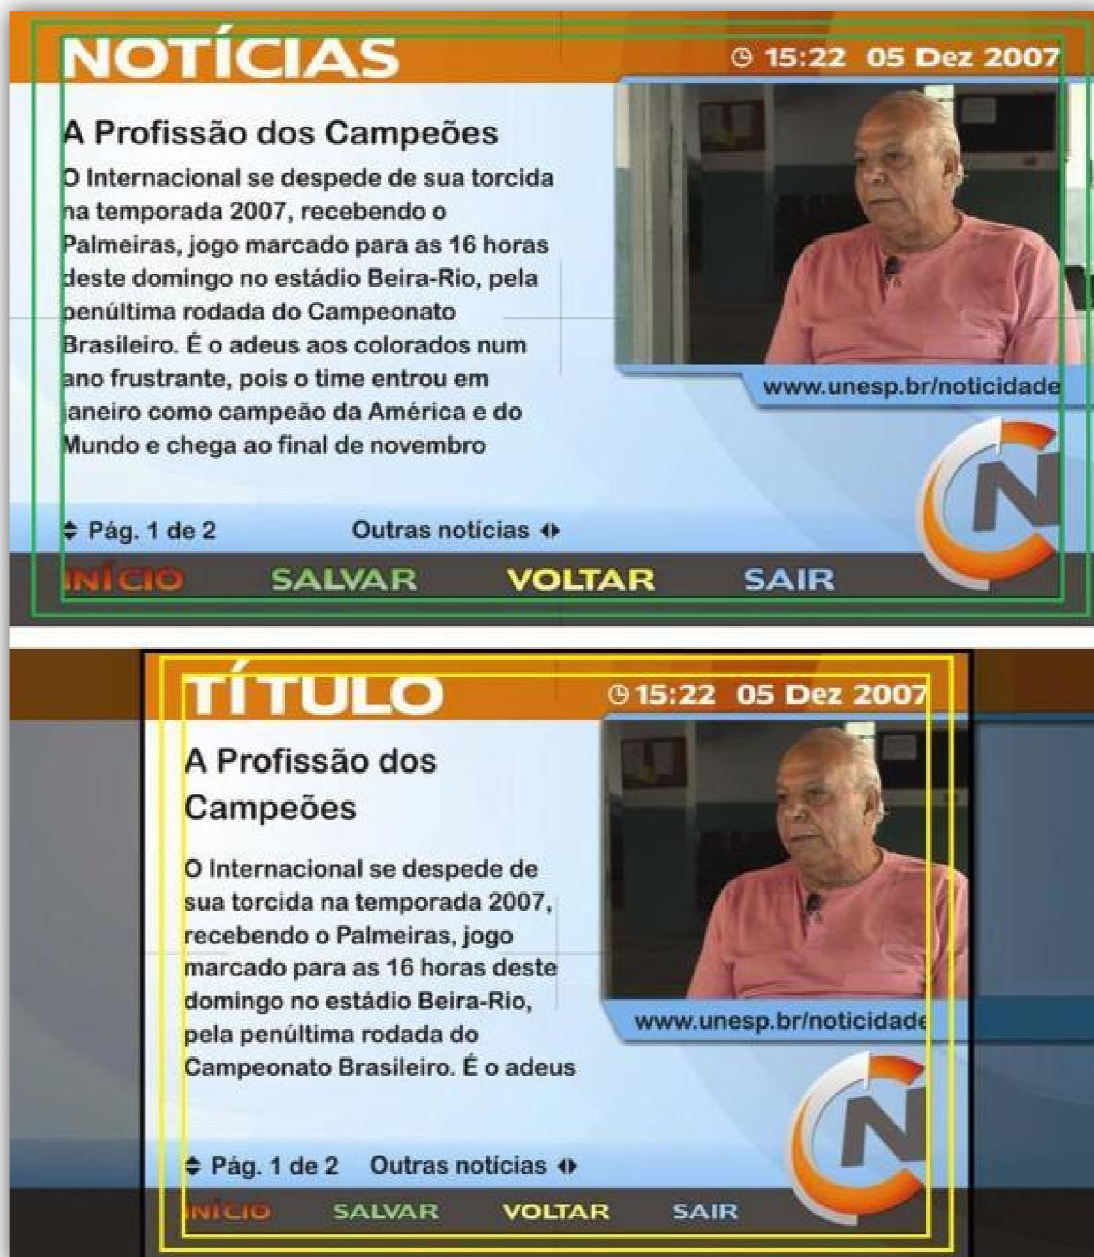 NOTÍCIAS
15:22 05 Dez 2007
A Profissão dos Campeões
O Internacional se despede de sua torcida
na temporada 2007, recebendo o
Palmeiras, jogo marcado para as 16 horas
deste domingo no estádio Beira-Rio, pela
penúltima rodada do Campeonato
Brasileiro. É o adeus aos colorados num
ano frustrante, pois o time entrou em
janeiro como campeão da América e do
Mundo e chega ao final de novembro
www.unesp.br/noticidade
N
Pág. 1 de 2 Outras notícias
INÍCIO SALVAR VOLTAR SAIR
TÍTULO
15:22 05 Dez 2007
A Profissão dos
Campeões
O Internacional se despede de
sua torcida na temporada 2007,
recebendo o Palmeiras, jogo
marcado para as 16 horas deste
domingo no estádio Beira-Rio,
pela penúltima rodada do
Campeonato Brasileiro. É o adeus
www.unesp.br/noticidade
N
Pág. 1 de 2 Outras notícias
INÍCIO SALVAR VOLTAR SAIR